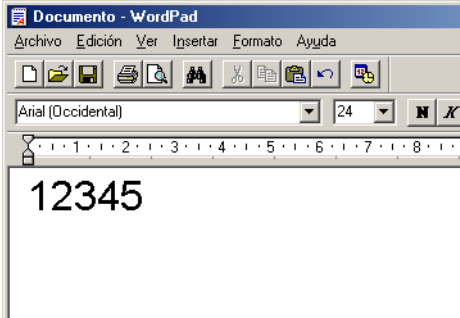 Documento - WordPad
Archivo Edición Ver Insertar Formato Ayuda
Arial (Occidental) 24 N K
1 2 3 4 5 6 7 8
12345